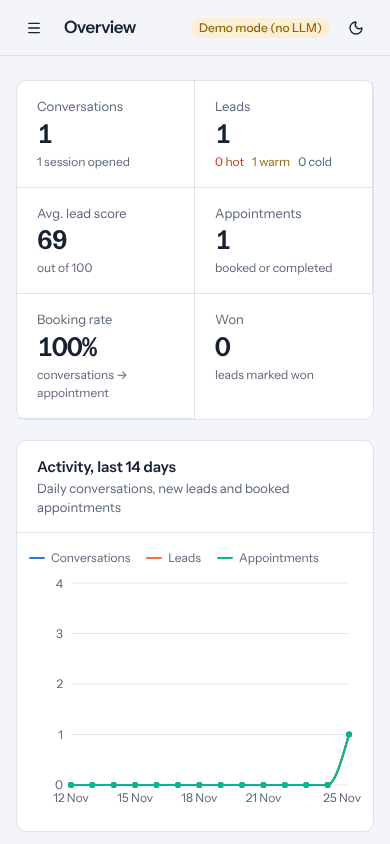 Overview
Demo mode (no LLM)
Conversations
1
1 session opened
Leads
1
0 hot 1 warm 0 cold
Avg. lead score
69
out of 100
Appointments
1
booked or completed
Booking rate
100%
conversations →
appointment
Won
0
leads marked won
Activity, last 14 days
Daily conversations, new leads and booked
appointments
Conversations Leads Appointments
4
3
2
1
0
12 Nov 15 Nov 18 Nov 21 Nov 25 Nov